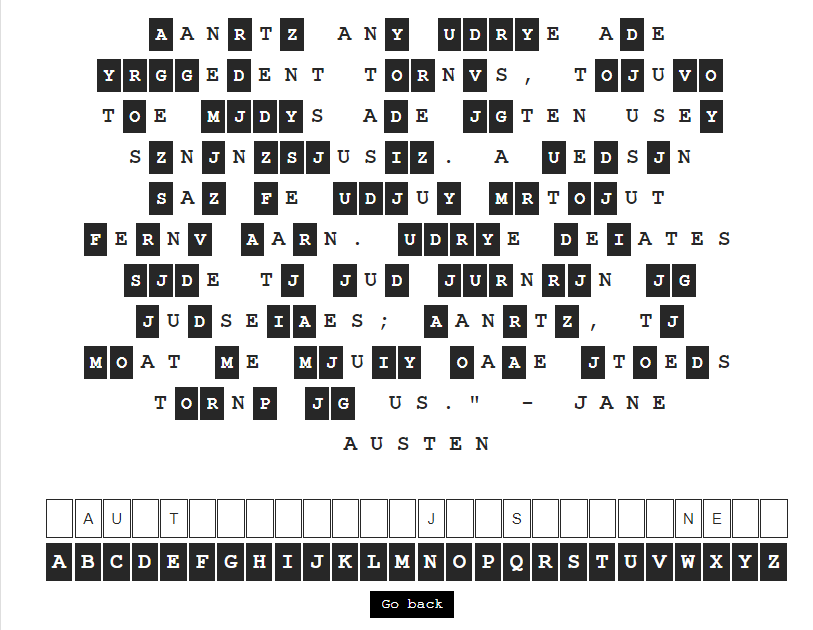 AANRTZ ANY UDRYE ADE
YRGGEDENT TORNVS, TOJUVO
TOE MJDYS ADE JGTEN USEY
SZNJNZSJUSIZ. A UEDSJN
SAZ FE UDJUY MRTOJUT
FERNV AARN. UDRYE DEIATES
SJDE TJ JUD JURNRJN JG
JUDSEIAES; AANRTZ, TJ
MOAT ME MJUIY OAAE JTOEDS
TORNP JG US." - JANE
AUSTEN
A U T J S N E
A B C D E F G H I J K L M N O P Q R S T U V W X Y Z
Go back